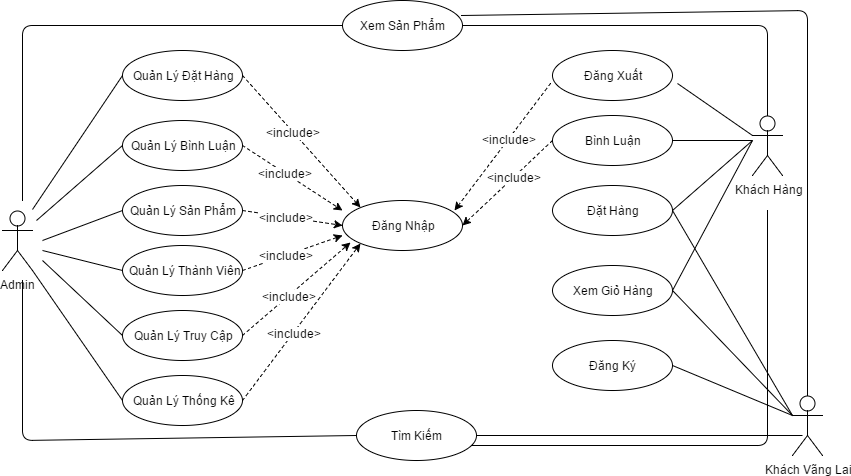 Xem Sản Phẩm
Quản Lý Đặt Hàng
Đăng Xuất
<include>
<include>
Quản Lý Bình Luận
Bình Luận
<include>
<include>
Khách Hàng
Quản Lý Sản Phẩm
<include>
Đặt Hàng
Đăng Nhập
Quản Lý Thành Viên
<include>
Admin
Xem Giỏ Hàng
<include>
Quản Lý Truy Cập
<include>
Đăng Ký
Quản Lý Thống Kê
Tìm Kiếm
Khách Vãng Lai